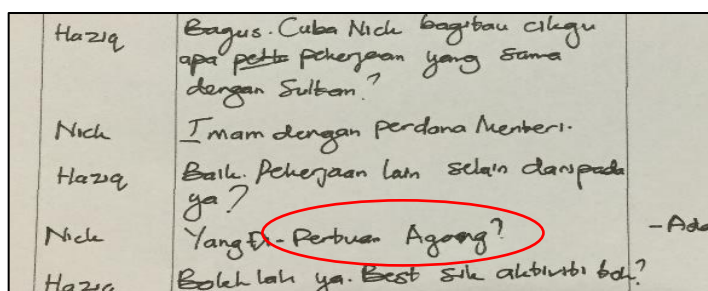 Haziq Bagus. Cuba Nick bagitau cikgu
apa pekerjaan yang sama
dengan Sultan?
Nick Imam dengan perdana Menteri.
Haziq Baik. Pekerjaan lain selain daripada
ya?
Nick Yang Di-Pertuan Agong?
Haziq Boleh lah ya. Best sik aktiviti tok?